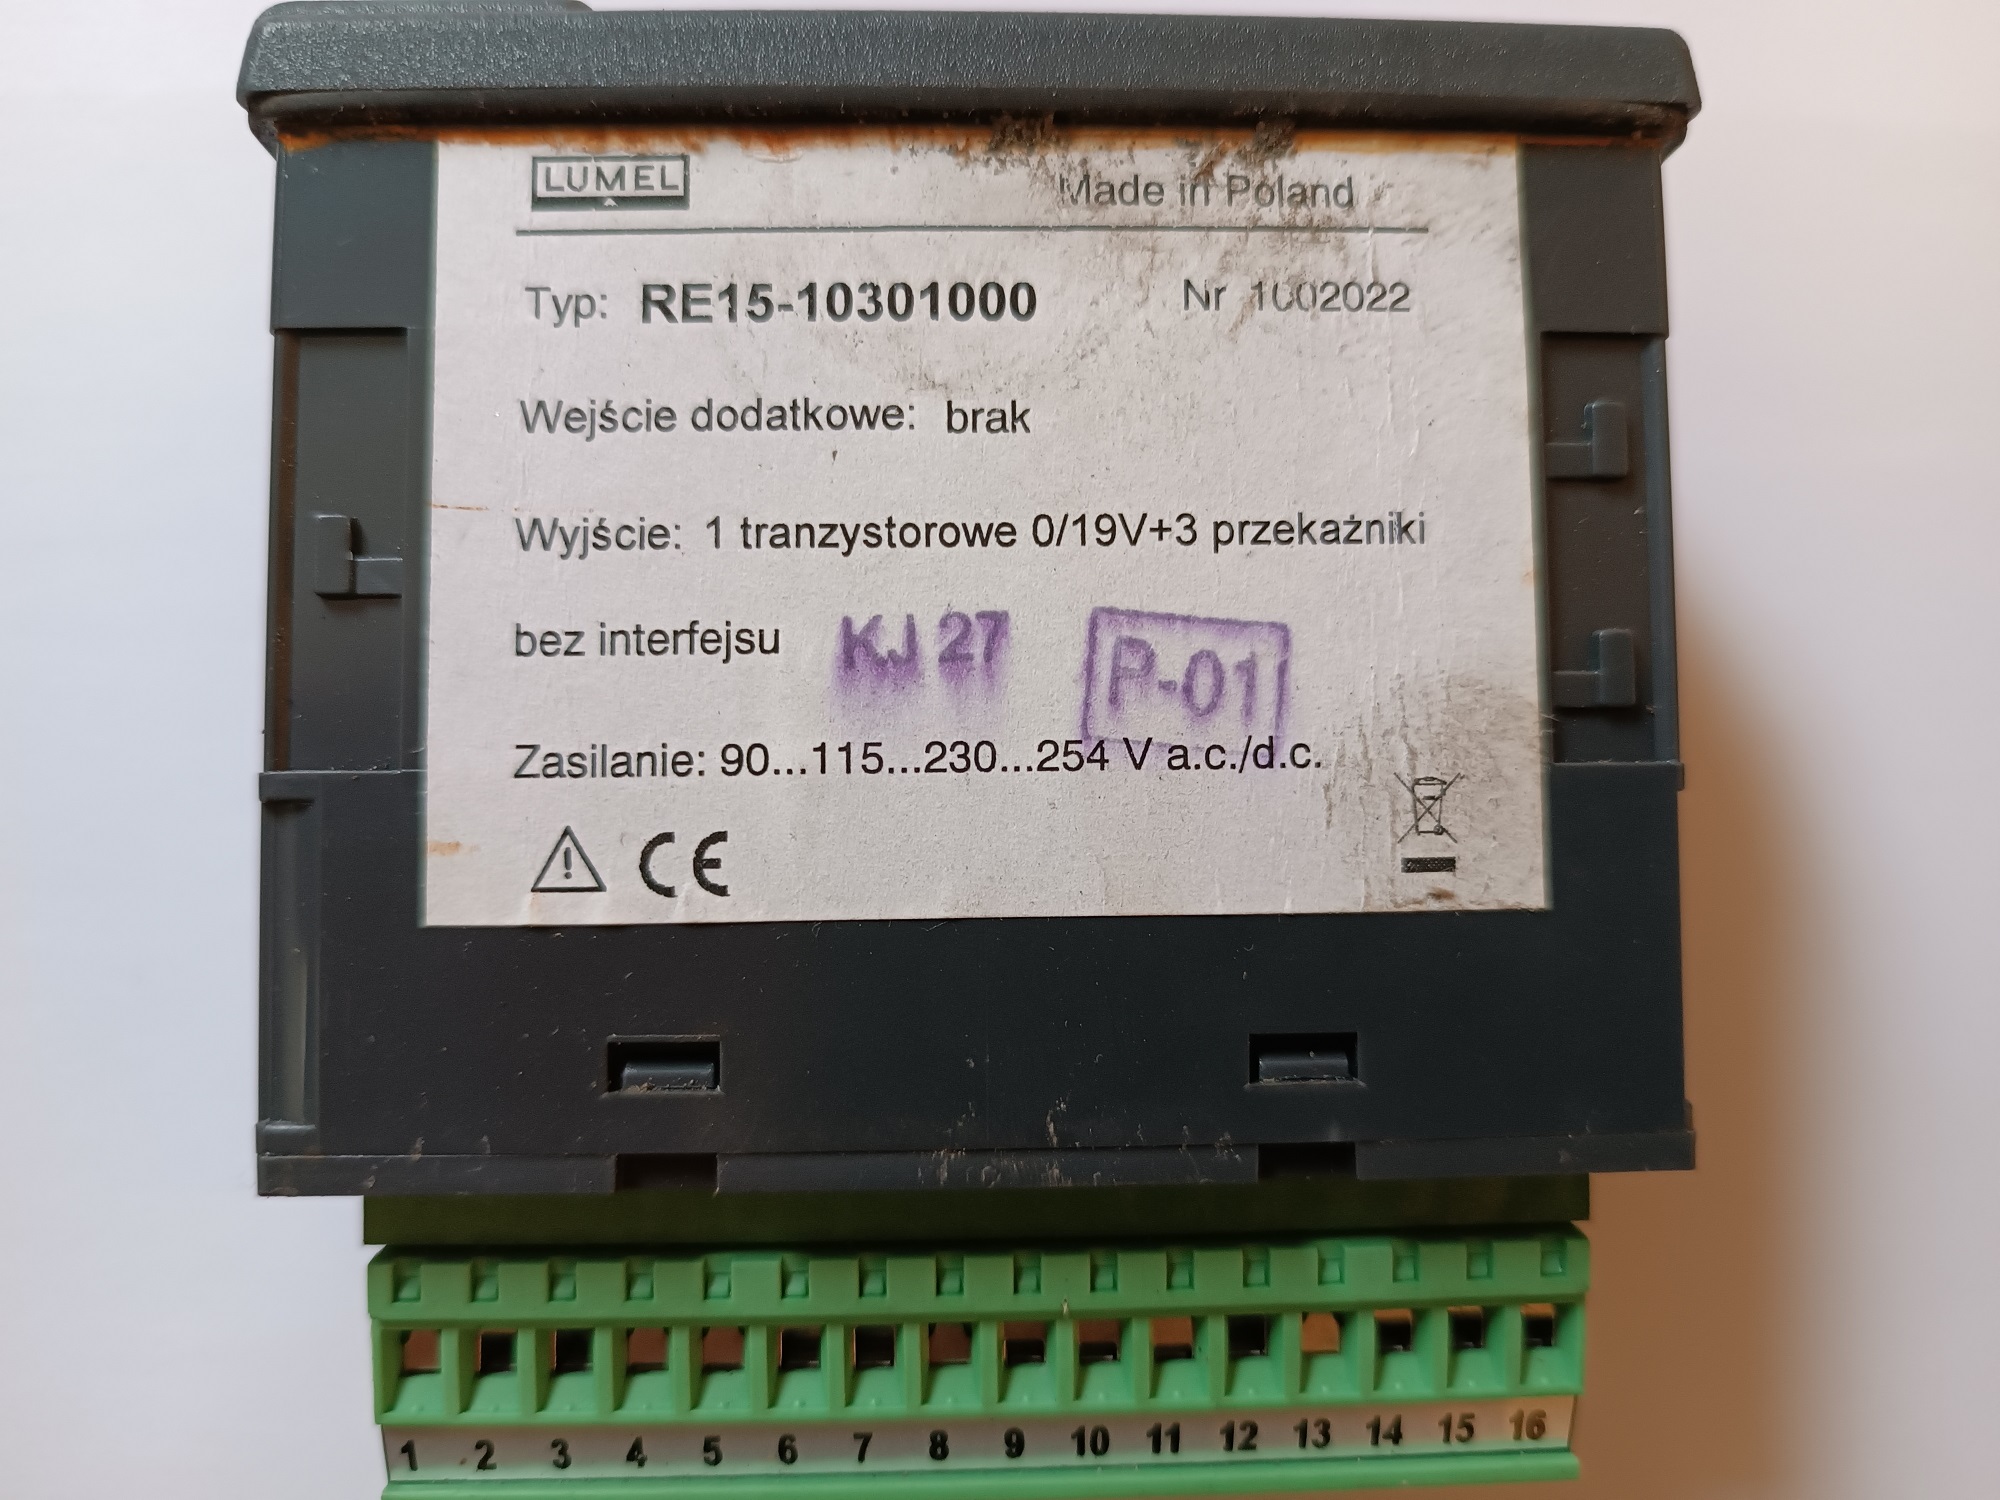 LUMEL Made in Poland
Typ: RE15-10301000 Nr 1002022
Wejście dodatkowe: brak
Wyjście: 1 tranzystorowe 0/19V+3 przekaźniki
bez interfejsu KJ 27 P-01
Zasilanie: 90...115...230...254 V a.c./d.c.
CE
1 2 3 4 5 6 7 8 9 10 11 12 13 14 15 16